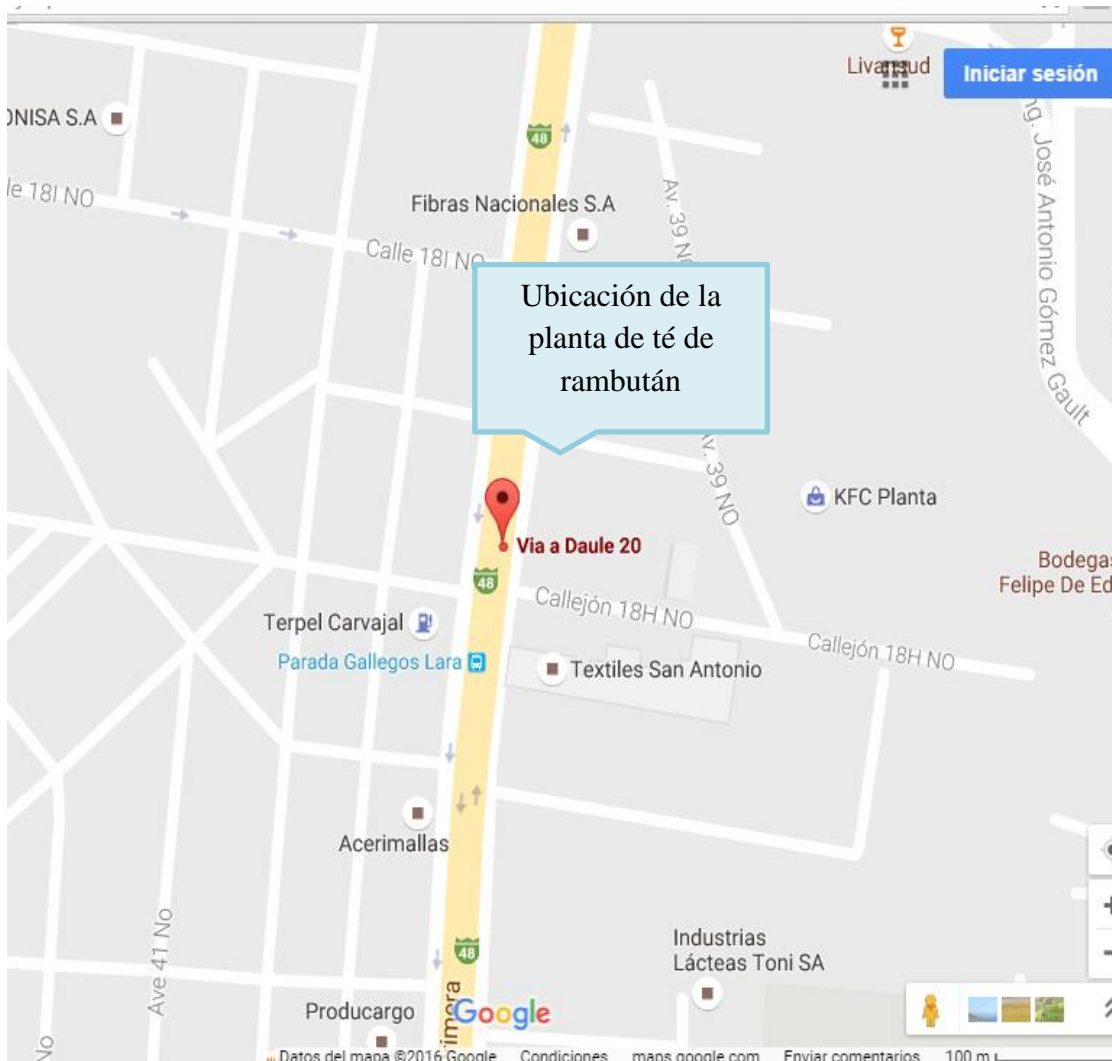 Livansud
Iniciar sesión
ONISA S.A
48
le 18I NO
Fibras Nacionales S.A
Av. 39 NO
ng. José Antonio Gómez Gault
Calle 18I NO
Ubicación de la
planta de té de
rambután
Av. 39 NO
KFC Planta
Via a Daule 20
48
Bodegas
Felipe De Ed
Callejón 18H NO
Terpel Carvajal
Callejón 18H NO
Parada Gallegos Lara
Textiles San Antonio
Acerimallas
Ave 41 No
Industrias
Lácteas Toni SA
48
Producargo
rimera
Google
No
Datos del mapa ©2016 Google Condiciones maps.google.com Enviar comentarios 100 m